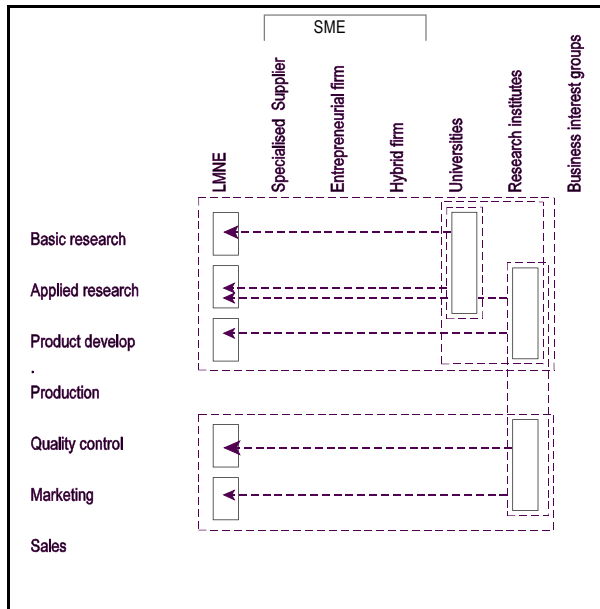 SME
LMNE
Specialised Supplier
Entrepreneurial firm
Hybrid firm
Universities
Research institutes
Business interest groups
Basic research
Applied research
Product develop
.
Production
Quality control
Marketing
Sales